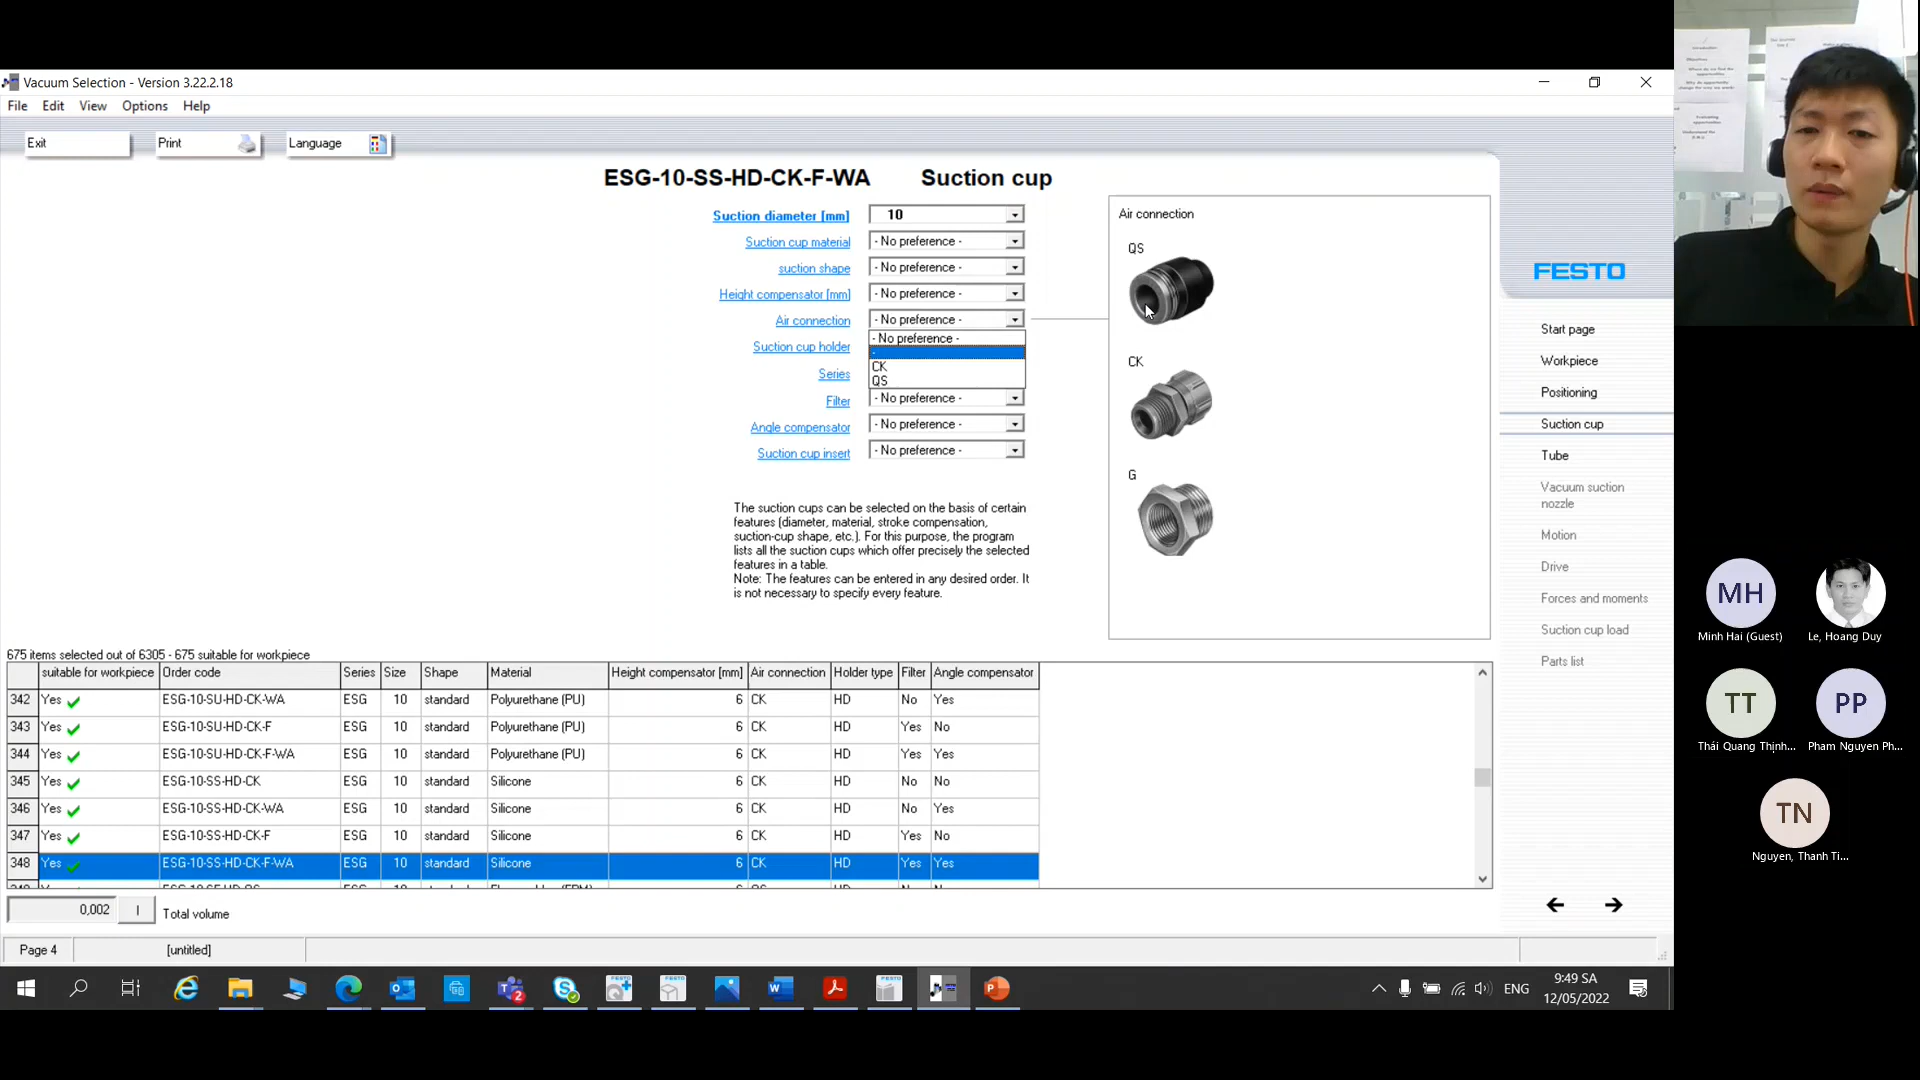 Vacuum Selection - Version 3.22.2.18
File Edit View Options Help
Exit Print Language
ESG-10-SS-HD-CK-F-WA Suction cup
Suction diameter [mm] 10
Suction cup material - No preference -
suction shape - No preference -
Height compensator [mm] - No preference -
Air connection - No preference -
- No preference -
-
CK
QS
Suction cup holder
Series
Filter - No preference -
Angle compensator - No preference -
Suction cup insert - No preference -
The suction cups can be selected on the basis of certain
features (diameter, material, stroke compensation,
suction-cup shape, etc.). For this purpose, the program
lists all the suction cups which offer precisely the selected
features in a table.
Note: The features can be entered in any desired order. It
is not necessary to specify every feature.
Air connection
QS
CK
G
FESTO
Start page
Workpiece
Positioning
Suction cup
Tube
Vacuum suction
nozzle
Motion
Drive
Forces and moments
Suction cup load
Parts list
675 items selected out of 6305 - 675 suitable for workpiece
suitable for workpiece Order code Series Size Shape Material Height compensator [mm] Air connection Holder type Filter Angle compensator
342 Yes ESG-10-SU-HD-CK-WA ESG 10 standard Polyurethane (PU) 6 CK HD No Yes
343 Yes ESG-10-SU-HD-CK-F ESG 10 standard Polyurethane (PU) 6 CK HD Yes No
344 Yes ESG-10-SU-HD-CK-F-WA ESG 10 standard Polyurethane (PU) 6 CK HD Yes Yes
345 Yes ESG-10-SS-HD-CK ESG 10 standard Silicone 6 CK HD No No
346 Yes ESG-10-SS-HD-CK-WA ESG 10 standard Silicone 6 CK HD No Yes
347 Yes ESG-10-SS-HD-CK-F ESG 10 standard Silicone 6 CK HD Yes No
348 Yes ESG-10-SS-HD-CK-F-WA ESG 10 standard Silicone 6 CK HD Yes Yes
0,002 l Total volume
Page 4 [untitled]
9:49 SA
ENG
12/05/2022
MH
Minh Hai (Guest) Le, Hoang Duy
TT PP
Thái Quang Thịnh... Pham Nguyen Ph...
TN
Nguyen, Thanh Ti...